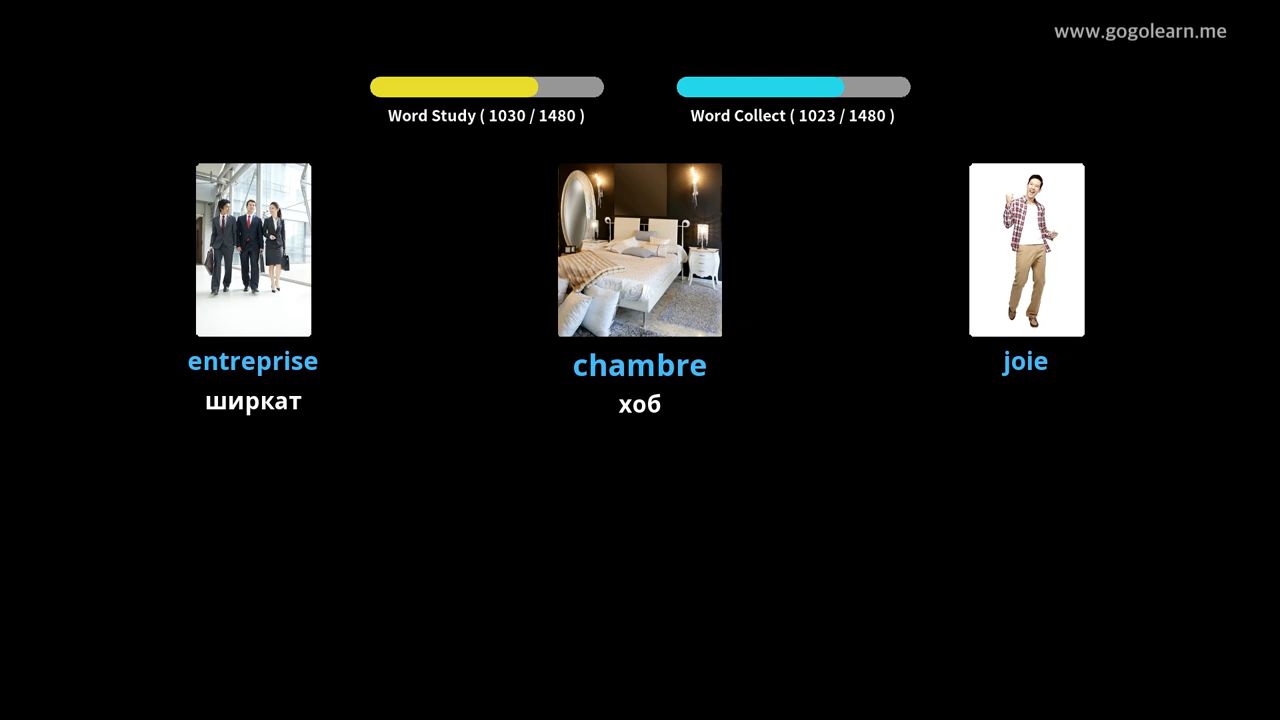 www.gogolearn.me
Word Study ( 1030 / 1480 )
Word Collect ( 1023 / 1480 )
entreprise
chambre
joie
ширкат
хоб